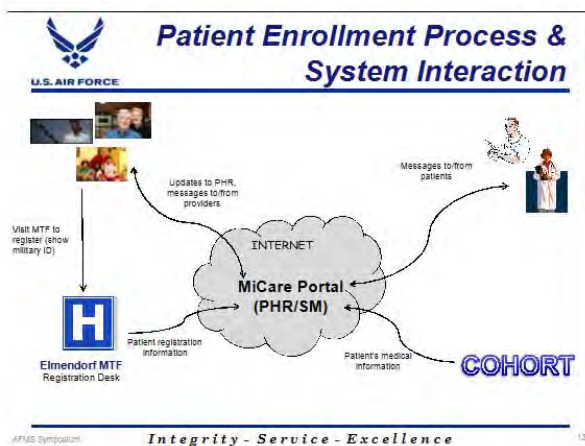 Patient Enrollment Process &
System Interaction
U.S. AIR FORCE
Updates to PHR,
messages to/from
providers
Messages to/from
patients
Visit MTF to
register (show
military ID)
INTERNET
MiCare Portal
(PHR/SM)
H
Elmendorf MTF
Registration Desk
Patient registration
information
Patient's medical
information
COHORT
AFMS Symposium
Integrity - Service - Excellence